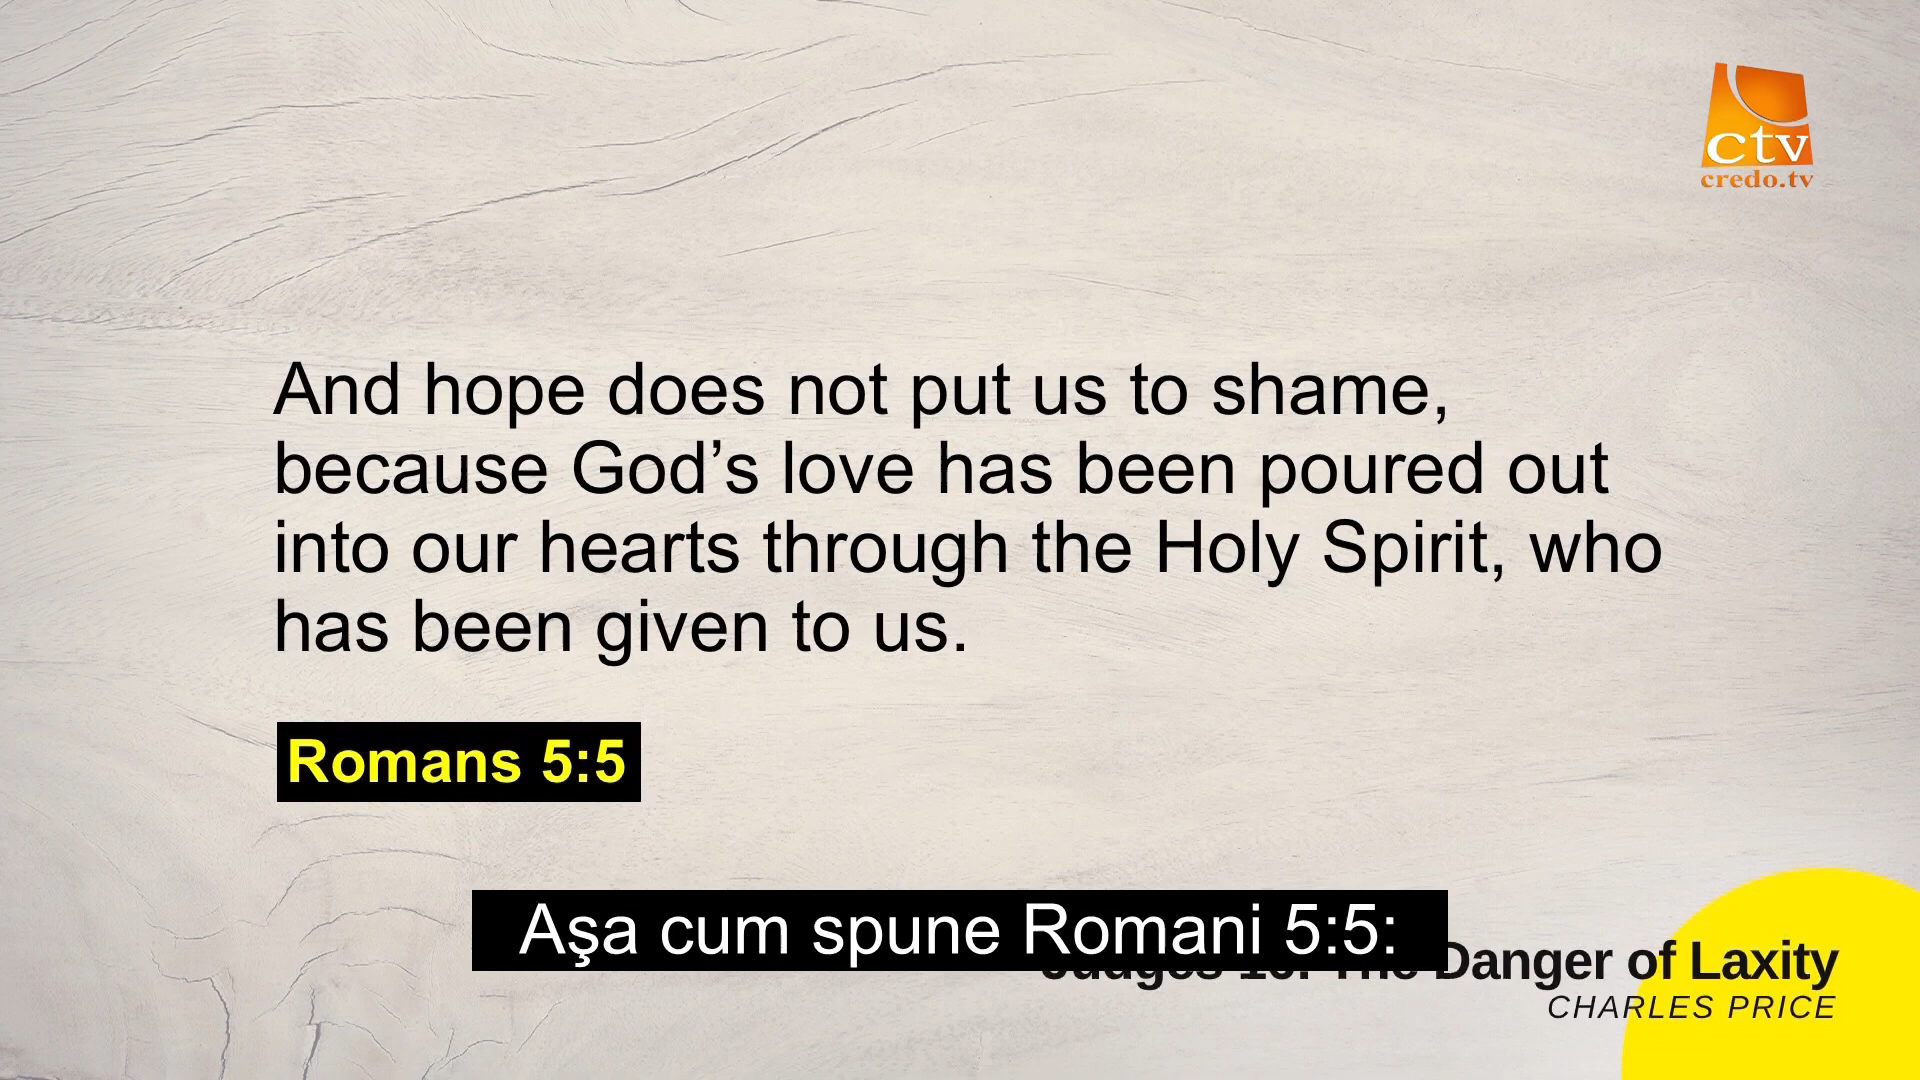 ctv
credo.tv
And hope does not put us to shame,
because God’s love has been poured out
into our hearts through the Holy Spirit, who
has been given to us.
Romans 5:5
Aşa cum spune Romani 5:5:
Danger of Laxity
CHARLES PRICE